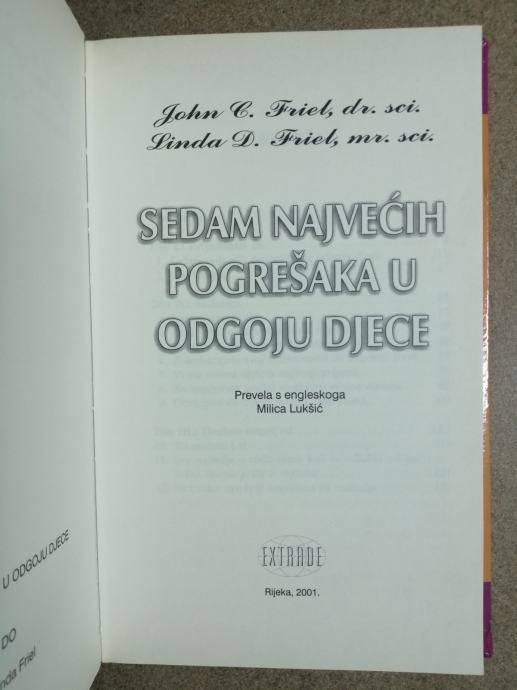 John C. Friel, dr. sci.
Linda D. Friel, mr. sci.
SEDAM NAJVEĆIH
POGREŠAKA U
ODGOJU DJECE
Prevela s engleskoga
Milica Lukšić
EXTRADE
Rijeka, 2001.
U ODGOJU DJECE
DO
Friel